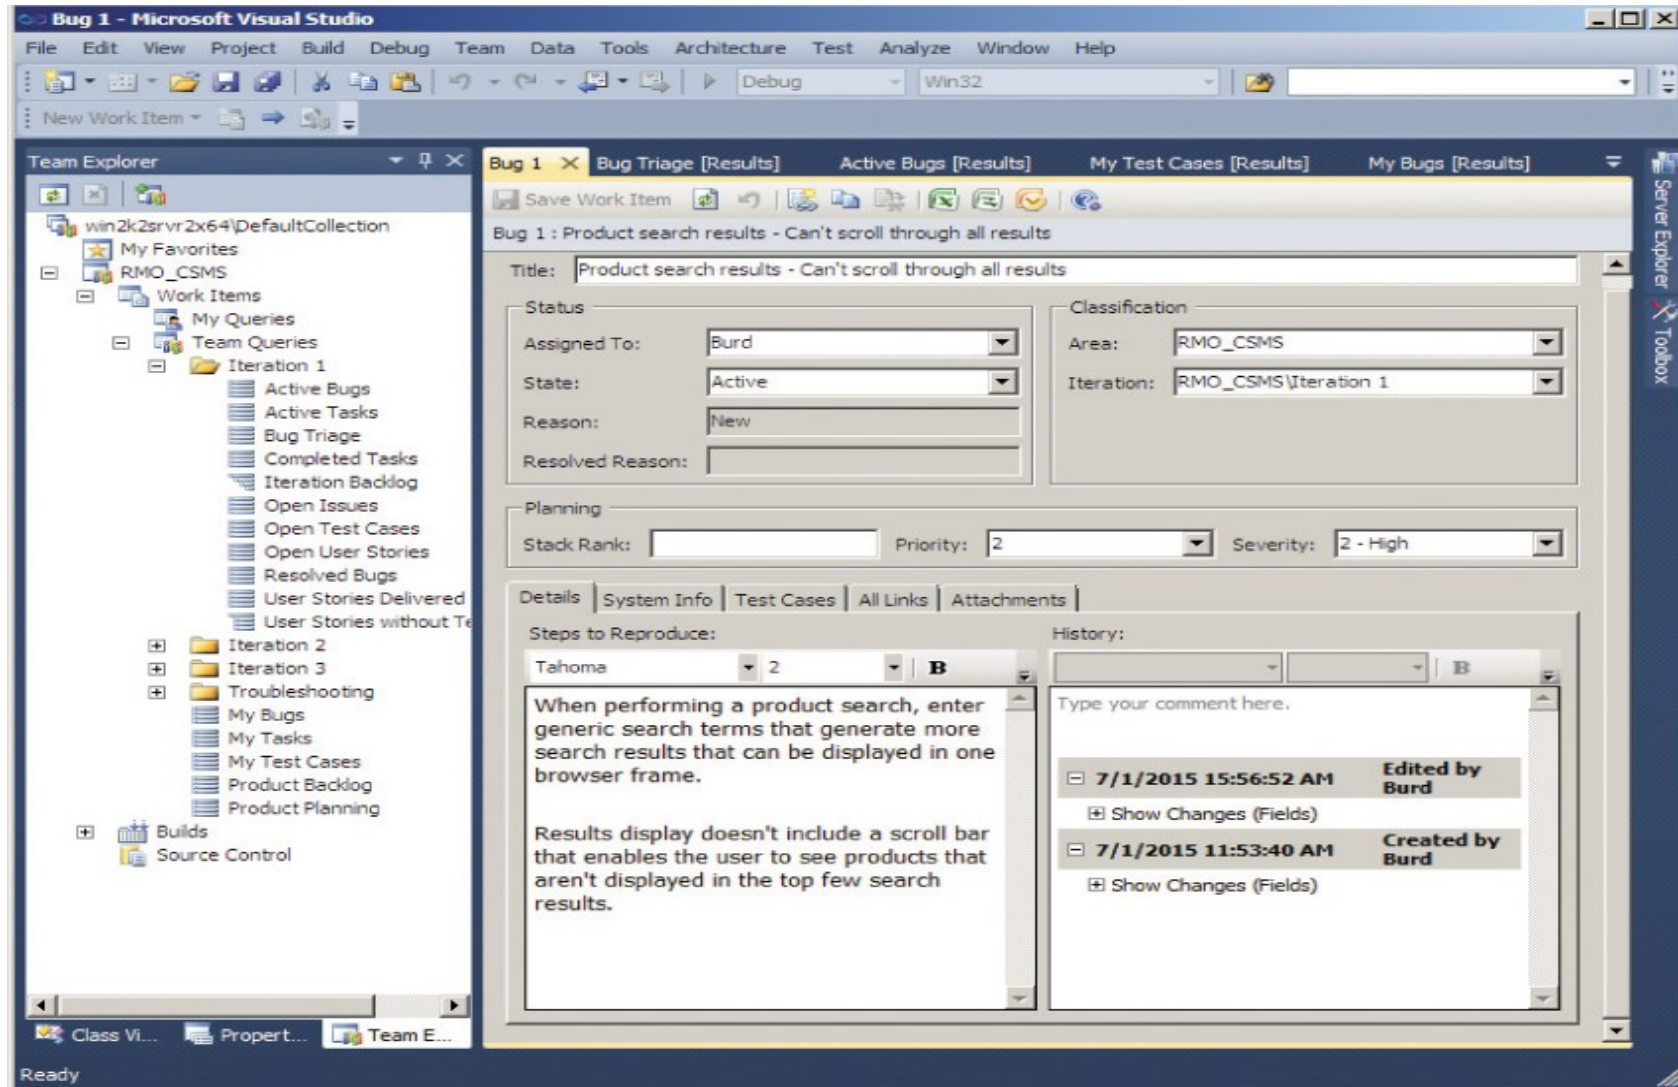 Bug 1 - Microsoft Visual Studio
File Edit View Project Build Debug Team Data Tools Architecture Test Analyze Window Help
Debug Win32
New Work Item
Team Explorer
win2k2srvr2x64\DefaultCollection
My Favorites
RMO_CSMS
Work Items
My Queries
Team Queries
Iteration 1
Active Bugs
Active Tasks
Bug Triage
Completed Tasks
Iteration Backlog
Open Issues
Open Test Cases
Open User Stories
Resolved Bugs
User Stories Delivered
User Stories without Te
Iteration 2
Iteration 3
Troubleshooting
My Bugs
My Tasks
My Test Cases
Product Backlog
Product Planning
Builds
Source Control
Class Vi... Propert... Team E...
Bug 1 Bug Triage [Results] Active Bugs [Results] My Test Cases [Results] My Bugs [Results]
Save Work Item
Bug 1 : Product search results - Can't scroll through all results
Title: Product search results - Can't scroll through all results
Status
Assigned To: Burd
State: Active
Reason: New
Resolved Reason:
Classification
Area: RMO_CSMS
Iteration: RMO_CSMS\Iteration 1
Planning
Stack Rank: Priority: 2 Severity: 2 - High
Details System Info Test Cases All Links Attachments
Steps to Reproduce:
Tahoma 2 B
When performing a product search, enter
generic search terms that generate more
search results that can be displayed in one
browser frame.
Results display doesn't include a scroll bar
that enables the user to see products that
aren't displayed in the top few search
results.
History:
B
Type your comment here.
7/1/2015 15:56:52 AM Edited by
Burd
Show Changes (Fields)
7/1/2015 11:53:40 AM Created by
Burd
Show Changes (Fields)
Server Explorer
Toolbox
Ready